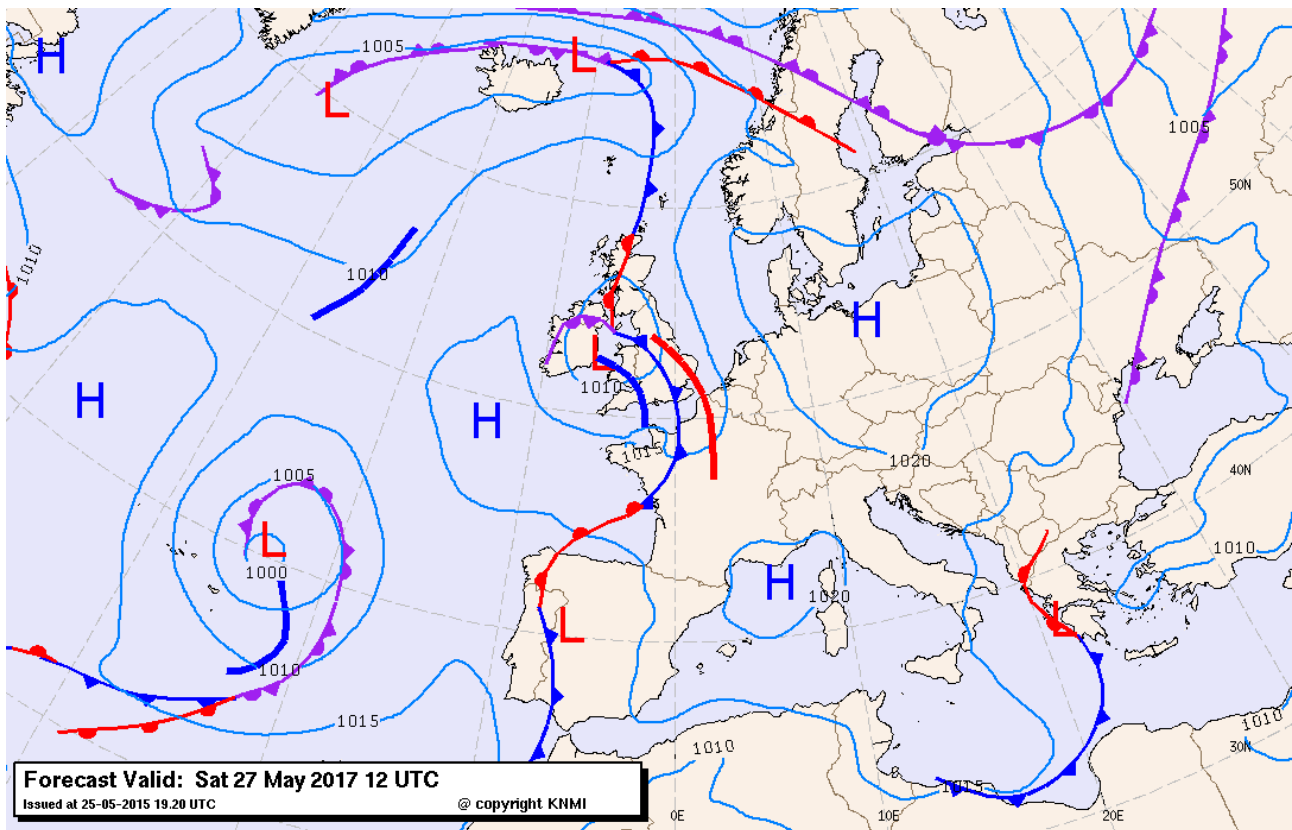 H
L
1005
L
1005
50N
1010
1010
H
L
H
1010
H
1015
1020
40N
1005
L
1000
1010
H
1020
L
L
1010
1015
1010
1010
30N
1015
Forecast Valid: Sat 27 May 2017 12 UTC
Issued at 25-05-2015 19.20 UTC
@ copyright KNMI
0E
10E
20E